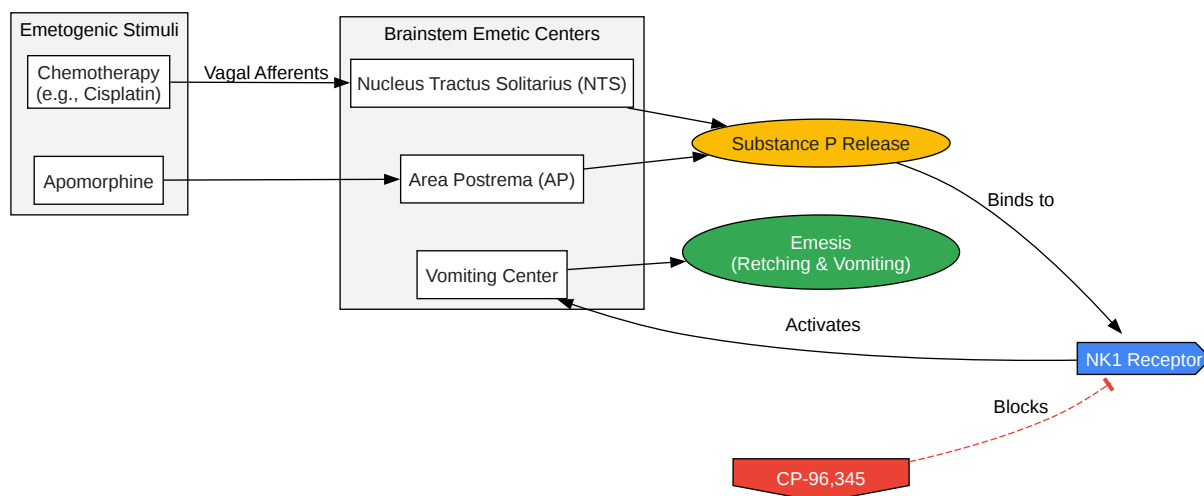 Emetogenic Stimuli
Chemotherapy
(e.g., Cisplatin)
Apomorphine
Vagal Afferents
Brainstem Emetic Centers
Nucleus Tractus Solitarius (NTS)
Area Postrema (AP)
Vomiting Center
Substance P Release
Emesis
(Retching & Vomiting)
Binds to
Activates
NK1 Receptor
Blocks
CP-96,345